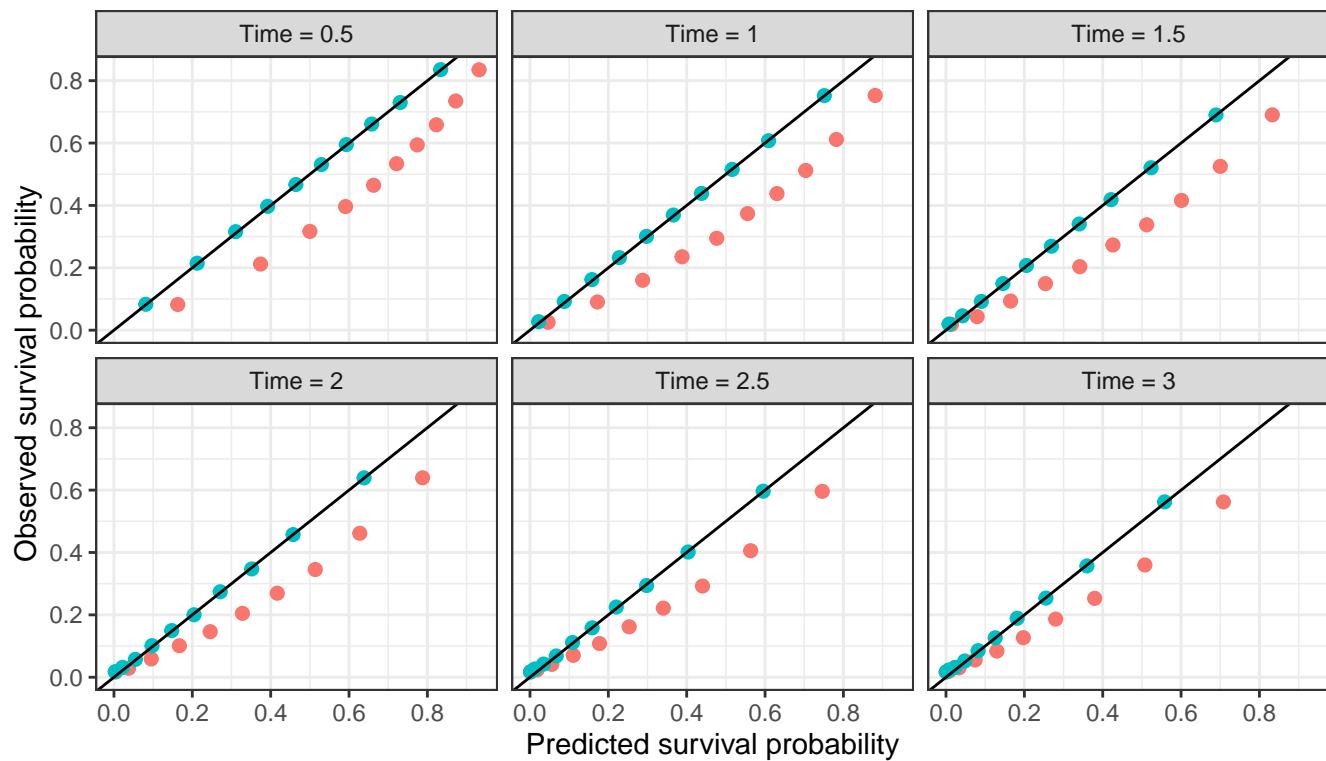 Time = 0.5
Time = 1
Time = 1.5
0.8
0.6
0.4
0.2
0.0
Time = 2
Time = 2.5
Time = 3
0.8
0.6
0.4
0.2
0.0
0.0 0.2 0.4 0.6 0.8
0.0 0.2 0.4 0.6 0.8
0.0 0.2 0.4 0.6 0.8
Observed survival probability
Predicted survival probability